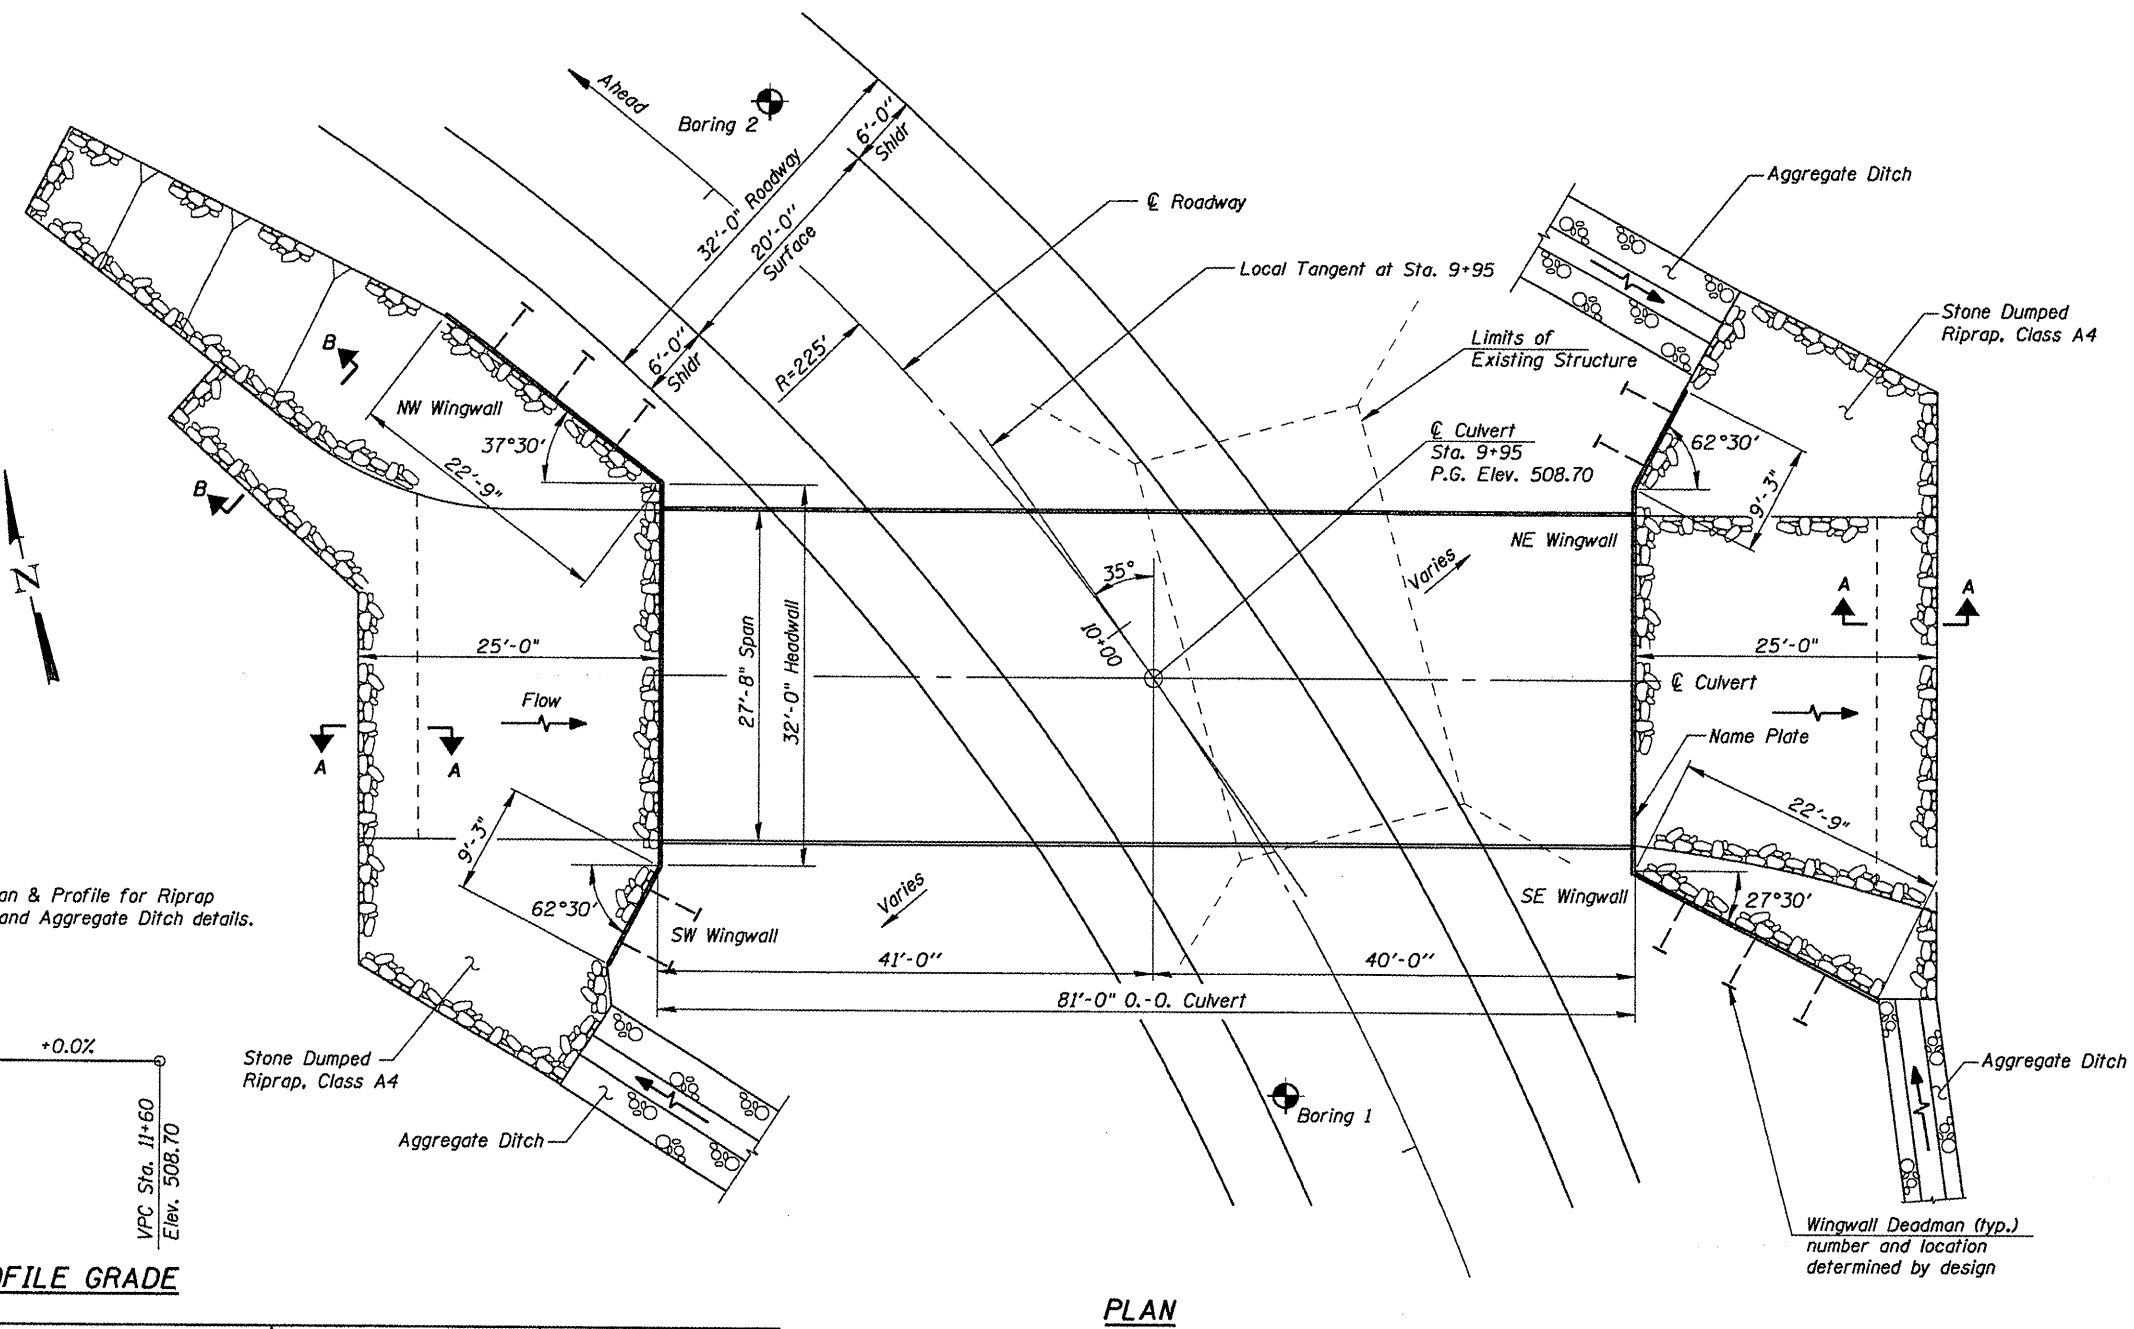 Ahead
Boring 2
32'-0" Roadway
6'-0"
Shldr
20'-0"
Surface
6'-0"
Shldr
R=225'
℄ Roadway
Local Tangent at Sta. 9+95
Limits of
Existing Structure
℄ Culvert
Sta. 9+95
P.G. Elev. 508.70
Aggregate Ditch
Stone Dumped
Riprap, Class A4
B
NW Wingwall
37°30'
22'-9"
B
62°30'
9'-3"
NE Wingwall
Varies
35°
10+00
N
25'-0"
27'-8" Span
32'-0" Headwall
A
A
25'-0"
℄ Culvert
Flow
Name Plate
A
A
22'-9"
9'-3"
62°30'
SW Wingwall
Varies
SE Wingwall
27°30'
an & Profile for Riprap
and Aggregate Ditch details.
41'-0"
40'-0"
81'-0" O.-O. Culvert
+0.0%
Stone Dumped
Riprap, Class A4
Aggregate Ditch
Aggregate Ditch
Boring 1
VPC Sta. 11+60
Elev. 508.70
Wingwall Deadman (typ.)
number and location
determined by design
OFILE GRADE
PLAN